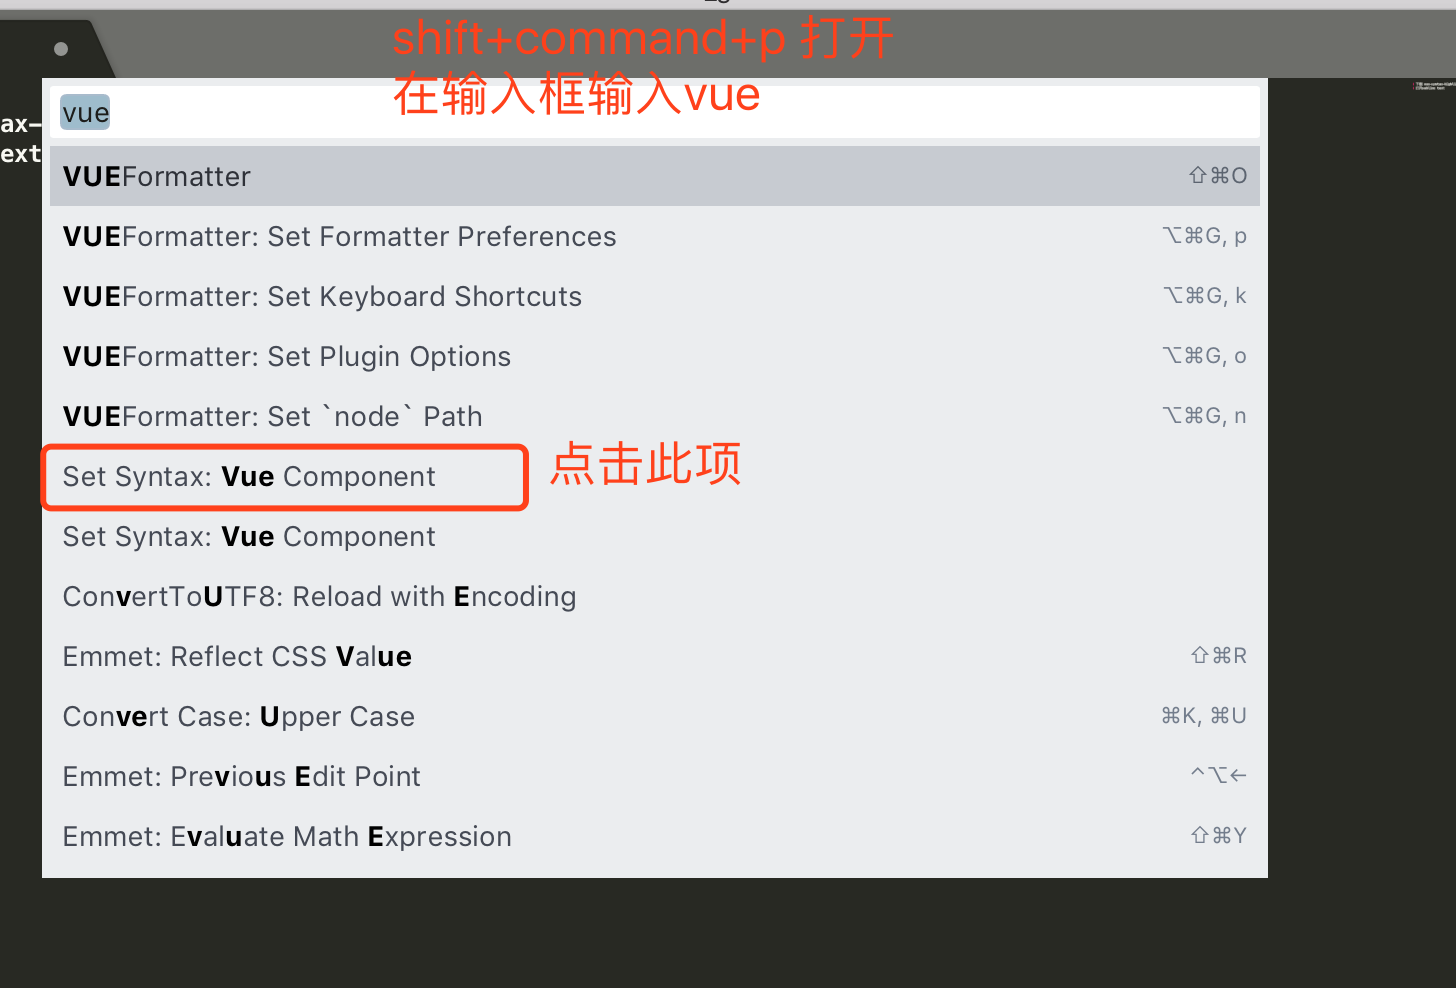 shift+command+p 打开
在输入框输入vue
ax-
ext
vue
VUEFormatter ⇧⌘O
VUEFormatter: Set Formatter Preferences ⌥⌘G, p
VUEFormatter: Set Keyboard Shortcuts ⌥⌘G, k
VUEFormatter: Set Plugin Options ⌥⌘G, o
VUEFormatter: Set `node` Path ⌥⌘G, n
Set Syntax: Vue Component 点击此项
Set Syntax: Vue Component
ConvertToUTF8: Reload with Encoding
Emmet: Reflect CSS Value ⇧⌘R
Convert Case: Upper Case ⌘K, ⌘U
Emmet: Previous Edit Point ^⌥←
Emmet: Evaluate Math Expression ⇧⌘Y